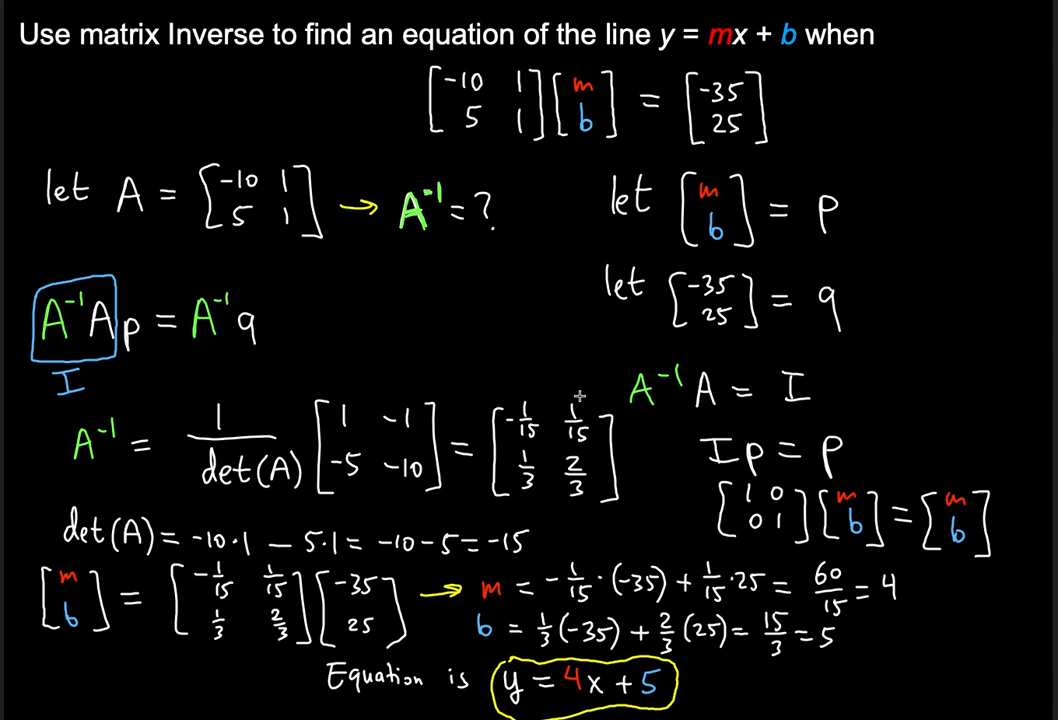 Use matrix Inverse to find an equation of the line y = mx + b when
[-10 1; 5 1] [m; b] = [-35; 25]
let A = [-10 1; 5 1] → A⁻¹ = ?
let [m; b] = p
let [-35; 25] = q
A⁻¹ A p = A⁻¹ q
I
A⁻¹ A = I
A⁻¹ = 1/det(A) [1 -1; -5 -10] = [-1/15 1/15; 1/3 2/3]
I p = p
[1 0; 0 1] [m; b] = [m; b]
det(A) = -10·1 — 5·1 = -10 - 5 = -15
[m; b] = [-1/15 1/15; 1/3 2/3] [-35; 25] → m = -1/15 · (-35) + 1/15 · 25 = 60/15 = 4
b = 1/3 (-35) + 2/3 (25) = 15/3 = 5
Equation is y = 4x + 5